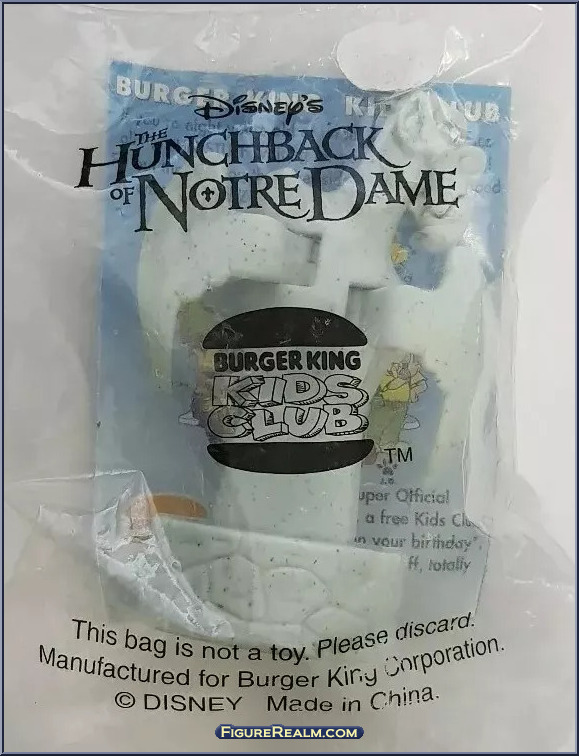 BURGER KING KIDS CLUB
Disney's
THE
HUNCHBACK
OF NOTRE DAME
BURGER KING
KIDS
CLUB
TM
uper Official
a free Kids Clu
n your birthday*,
ff, totally
This bag is not a toy. Please discard.
Manufactured for Burger King Corporation.
© DISNEY Made in China.
FIGUREREALM.COM